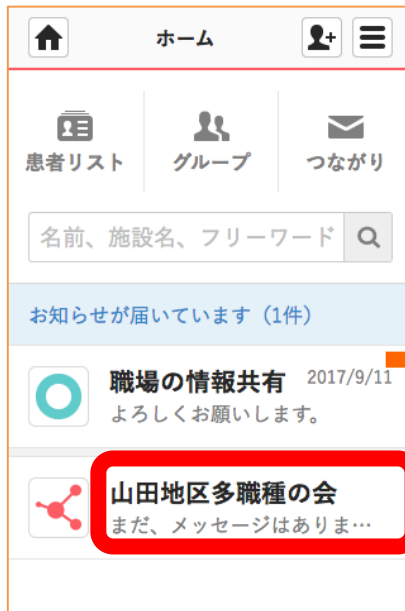 ホーム
患者リスト グループ つながり
名前、施設名、フリーワード
お知らせが届いています（1件）
職場の情報共有 2017/9/11
よろしくお願いします。
山田地区多職種の会
まだ、メッセージはありま…